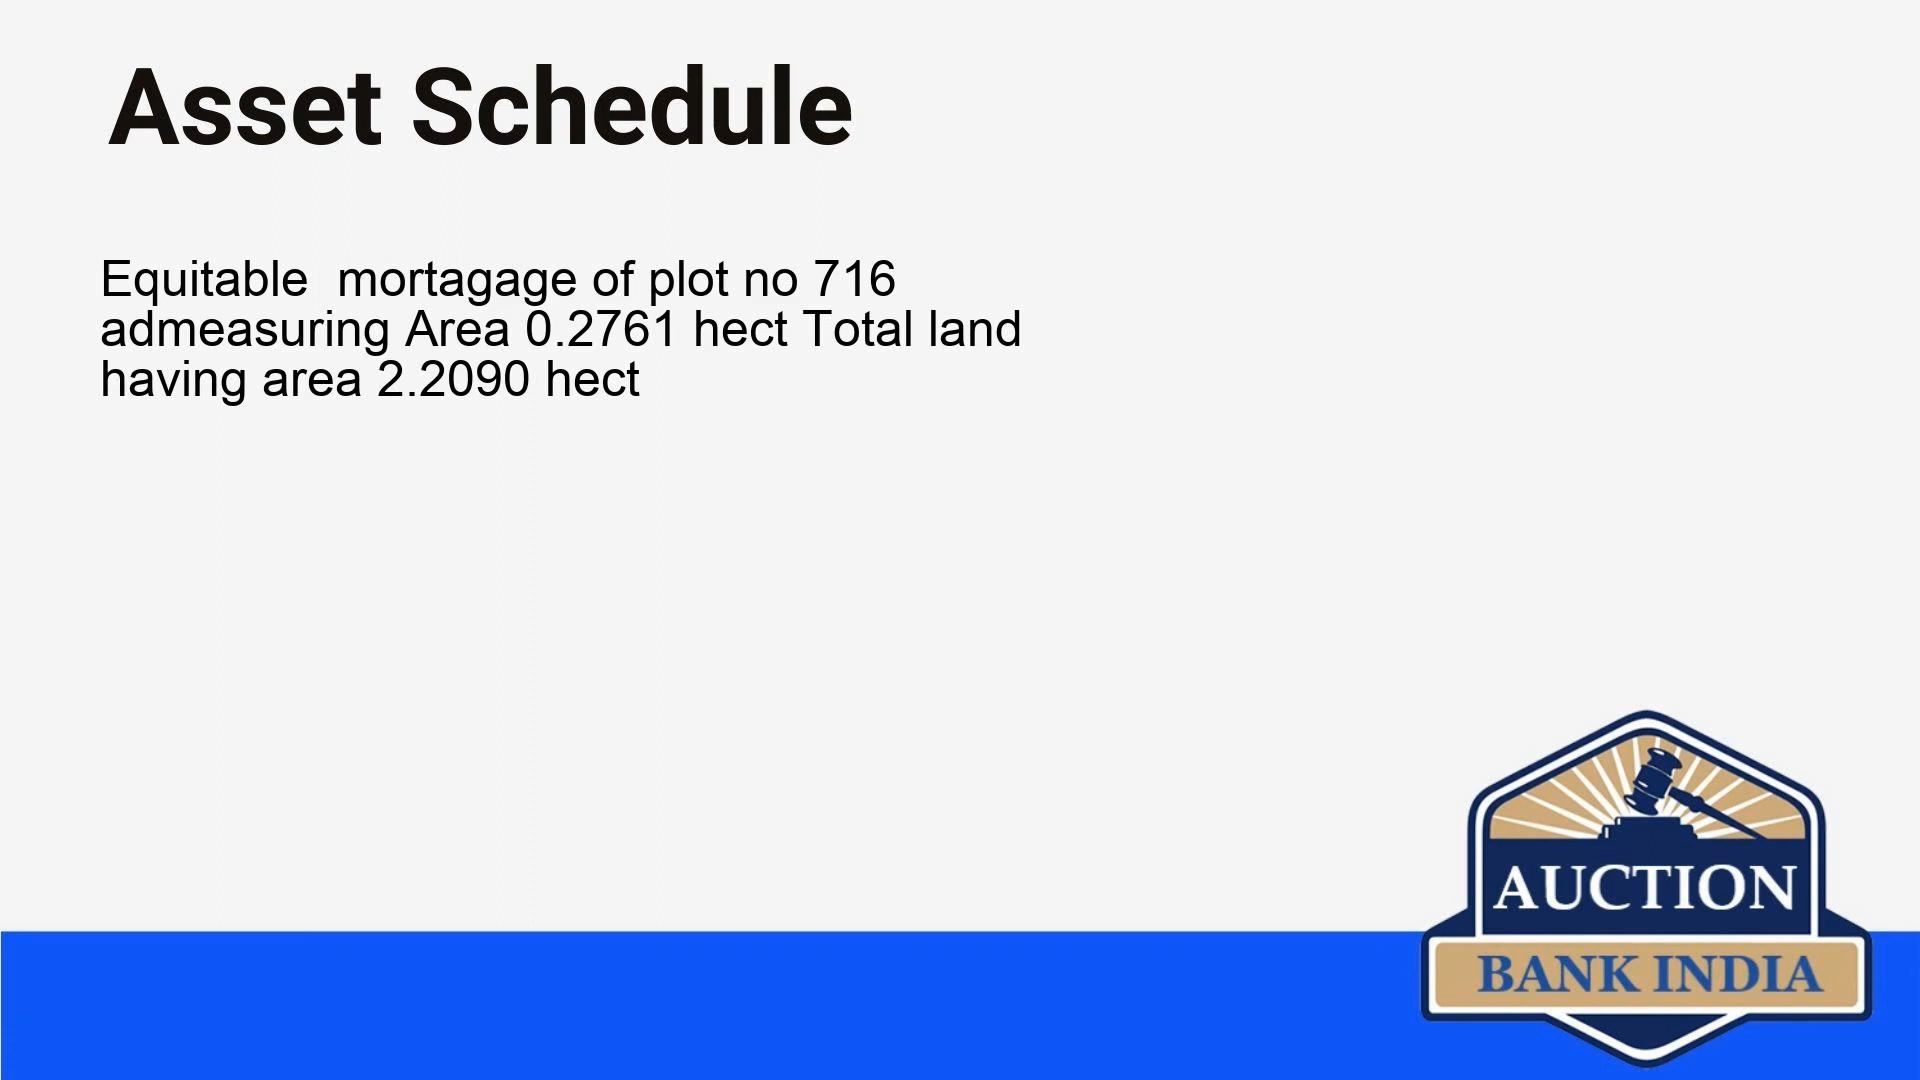 Asset Schedule
Equitable  mortagage of plot no 716
admeasuring Area 0.2761 hect Total land
having area 2.2090 hect
AUCTION
BANK INDIA